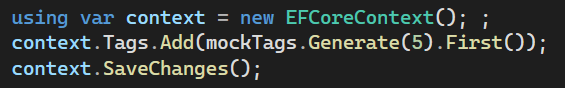 using var context = new EFCoreContext(); ;
context.Tags.Add(mockTags.Generate(5).First());
context.SaveChanges();